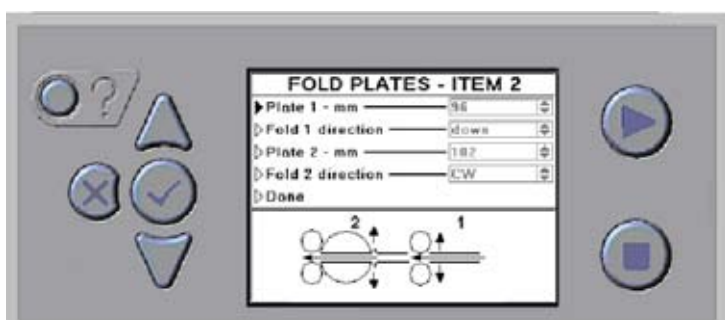 ?
FOLD PLATES - ITEM 2
Plate 1 - mm 96
Fold 1 direction down
Plate 2 - mm 102
Fold 2 direction CW
Done
2 1